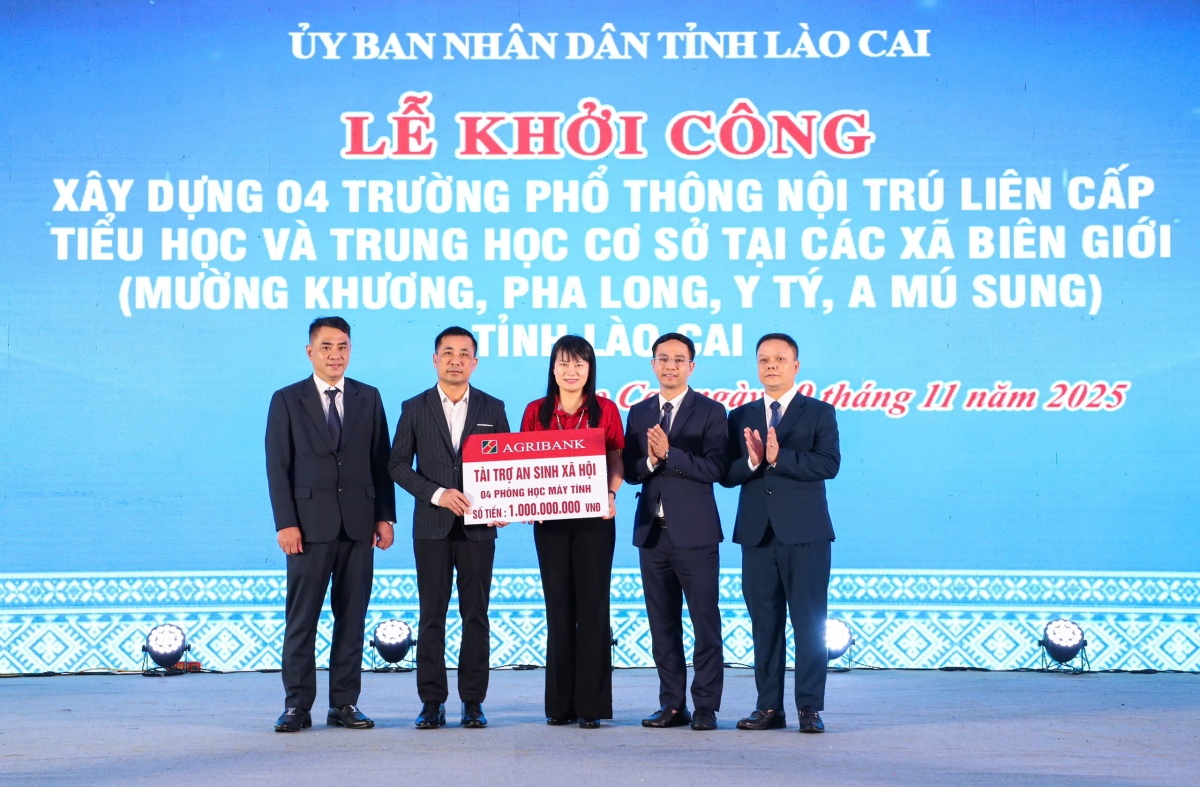 ỦY BAN NHÂN DÂN TỈNH LÀO CAI
LỄ KHỞI CÔNG
XÂY DỰNG 04 TRƯỜNG PHỔ THÔNG NỘI TRÚ LIÊN CẤP
TIỂU HỌC VÀ TRUNG HỌC CƠ SỞ TẠI CÁC XÃ BIÊN GIỚI
(MƯỜNG KHƯƠNG, PHA LONG, Y TÝ, A MÚ SUNG)
TỈNH LÀO CAI
ngày tháng 11 năm 2025
AGRIBANK
TÀI TRỢ AN SINH XÃ HỘI
04 PHÒNG HỌC MÁY TÍNH
SỐ TIỀN : 1.000.000.000 VNĐ